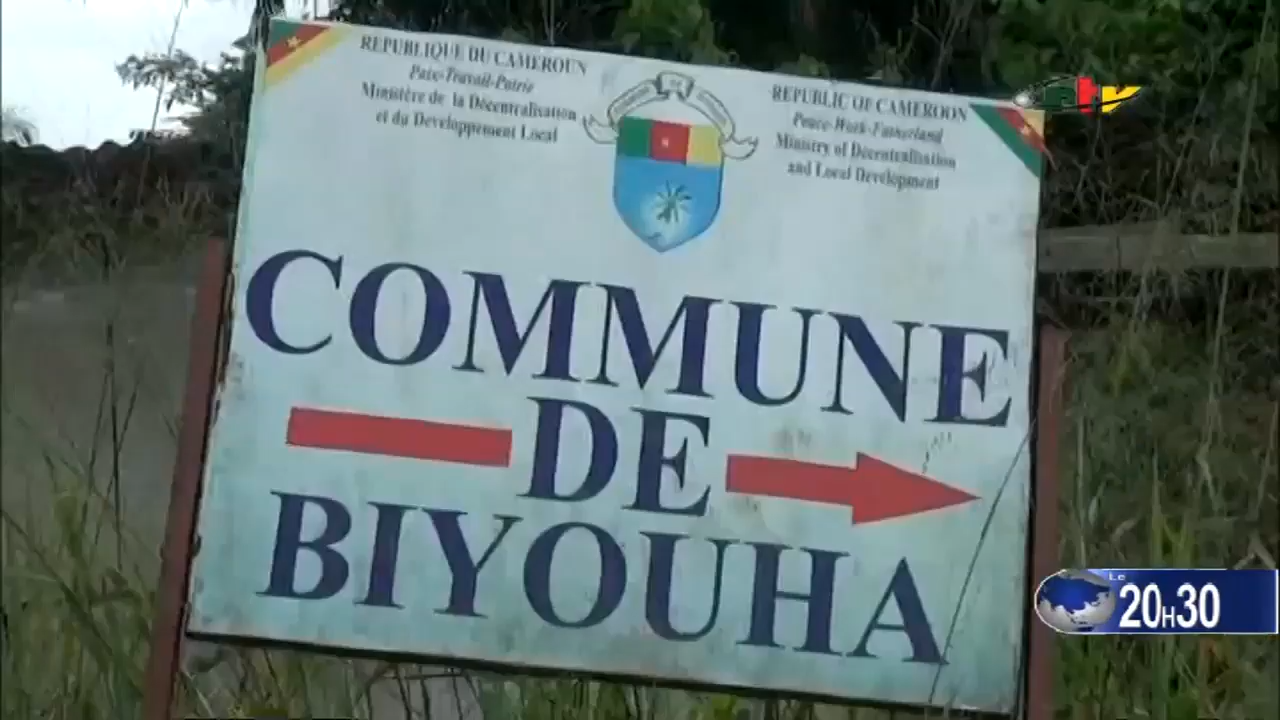 REPUBLIQUE DU CAMEROUN
Paix-Travail-Patrie
Ministère de la Décentralisation
et du Developpement Local
REPUBLIC OF CAMEROON
Peace-Work-Fatherland
Ministry of Décentralisation
and Local Development
COMMUNE
DE
BIYOUHA
Le
20H30